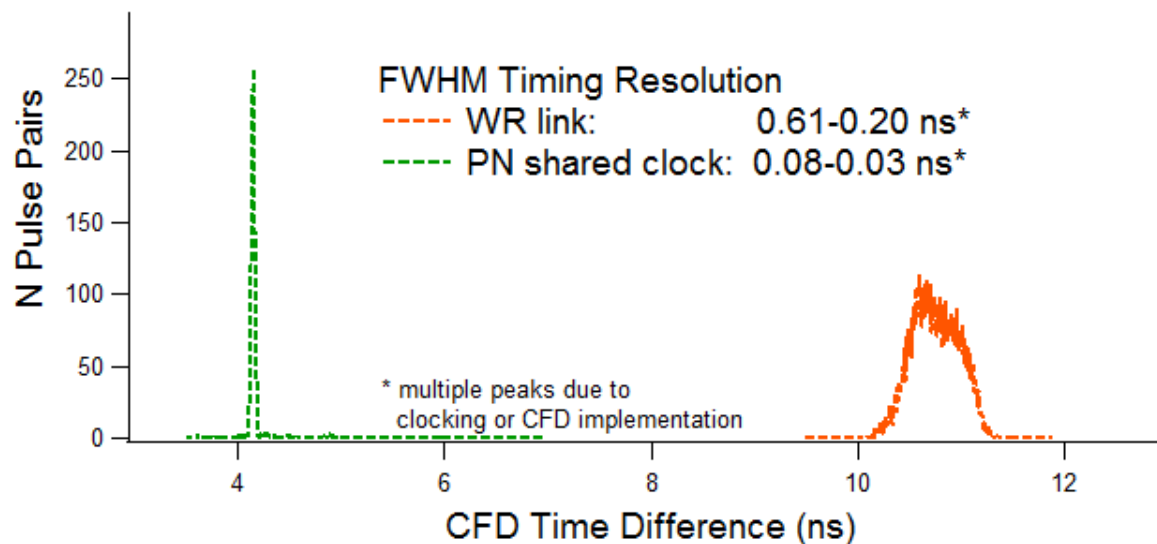 FWHM Timing Resolution
WR link: 0.61-0.20 ns*
PN shared clock: 0.08-0.03 ns*
N Pulse Pairs
250
200
150
100
50
0
* multiple peaks due to
clocking or CFD implementation
4 6 8 10 12
CFD Time Difference (ns)